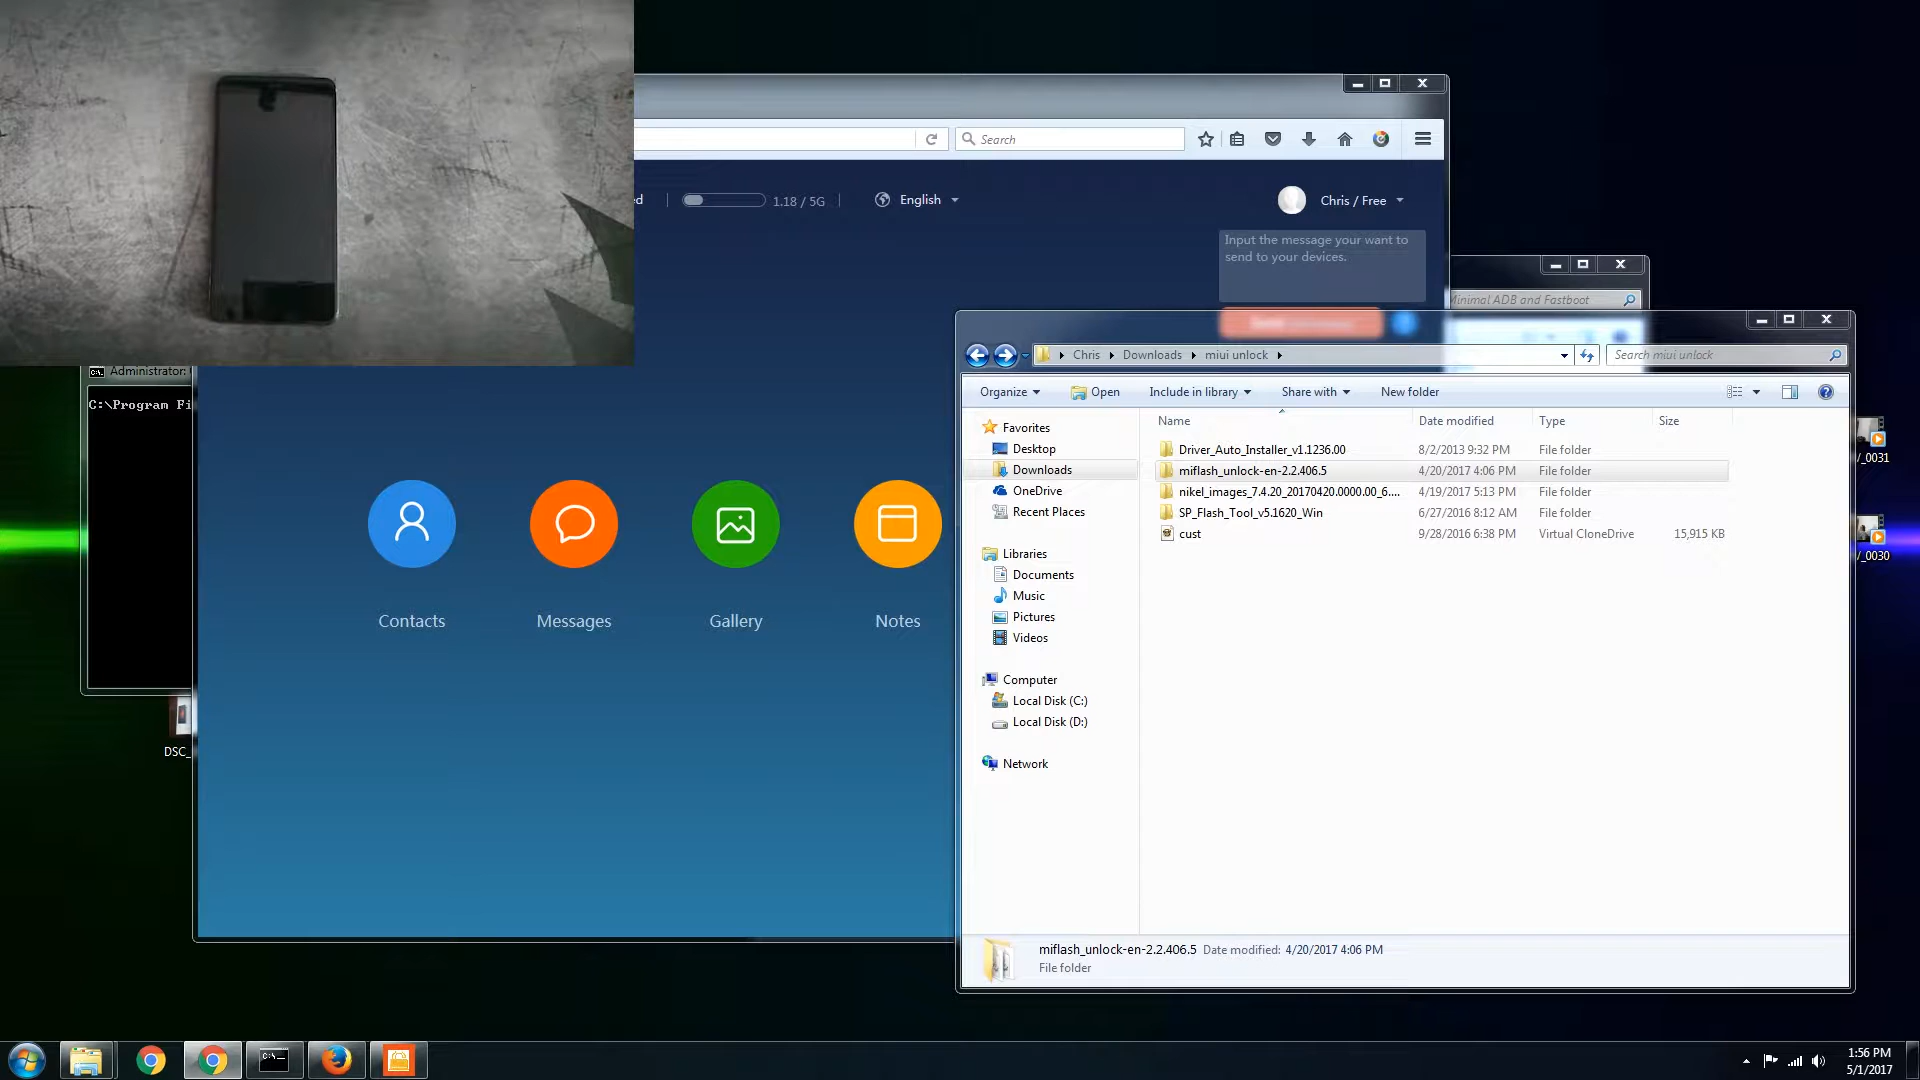 Search
1.18 / 5G
English
Chris / Free
Input the message your want to
send to your devices.
Minimal ADB and Fastboot
Administrator:
C:\Program Fi
Contacts
Messages
Gallery
Notes
DSC_
Chris
Downloads
miui unlock
Search miui unlock
Organize
Open
Include in library
Share with
New folder
Name
Date modified
Type
Size
Driver_Auto_Installer_v1.1236.00 8/2/2013 9:32 PM File folder
miflash_unlock-en-2.2.406.5 4/20/2017 4:06 PM File folder
nikel_images_7.4.20_20170420.0000.00_6.... 4/19/2017 5:13 PM File folder
SP_Flash_Tool_v5.1620_Win 6/27/2016 8:12 AM File folder
cust 9/28/2016 6:38 PM Virtual CloneDrive 15,915 KB
Favorites
Desktop
Downloads
OneDrive
Recent Places
Libraries
Documents
Music
Pictures
Videos
Computer
Local Disk (C:)
Local Disk (D:)
Network
miflash_unlock-en-2.2.406.5 Date modified: 4/20/2017 4:06 PM
File folder
/_0031
/_0030
1:56 PM
5/1/2017